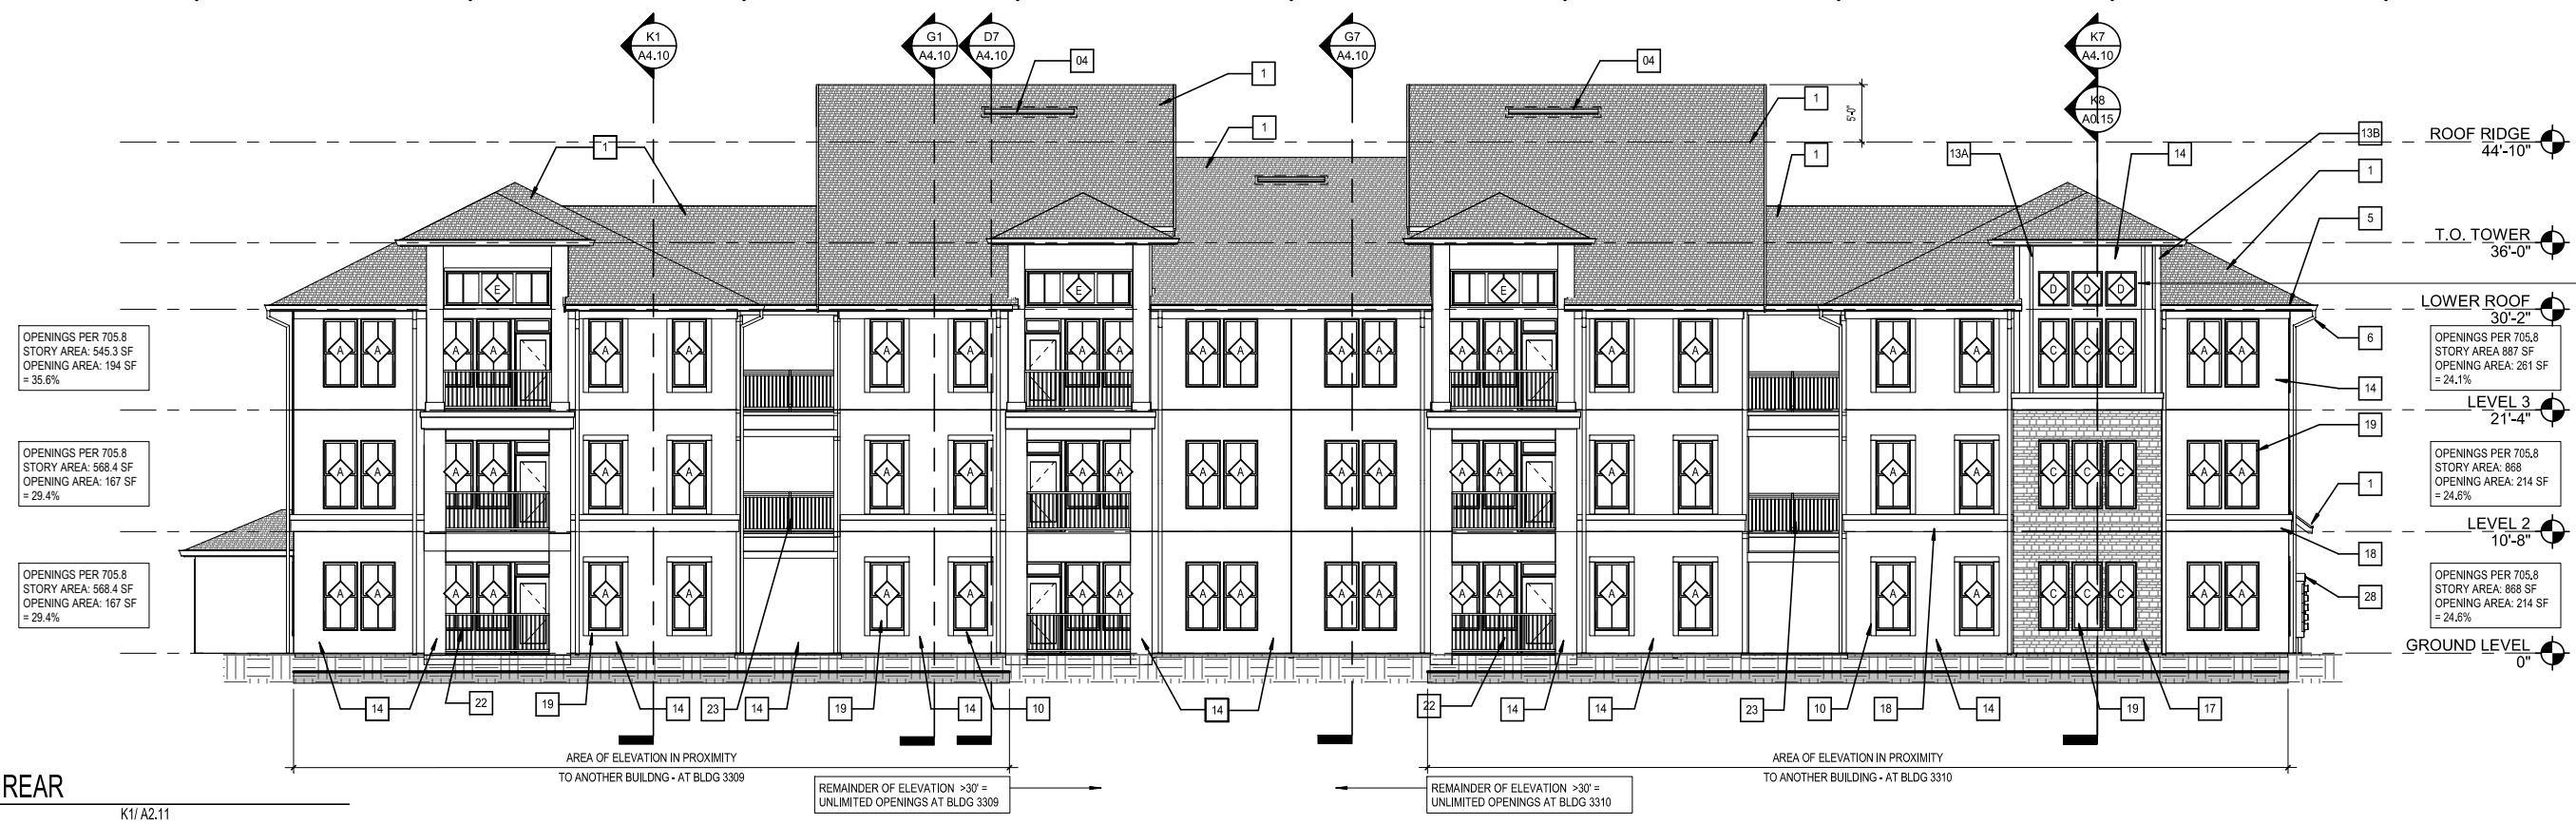 K1
A4.10
G1
A4.10
D7
A4.10
G7
A4.10
K7
A4.10
K8
A0.15
04
1
04
1
1
1
1
5'-0"
13A
14
13B
1
5
ROOF RIDGE
44'-10"
T.O. TOWER
36'-0"
LOWER ROOF
30'-2"
LEVEL 3
21'-4"
LEVEL 2
10'-8"
GROUND LEVEL
0"
E
E
E
D D D
OPENINGS PER 705.8
STORY AREA: 545.3 SF
OPENING AREA: 194 SF
= 35.6%
A A A A A A A A A A A A A A A A A A A A C C C A A
OPENINGS PER 705.8
STORY AREA 887 SF
OPENING AREA: 261 SF
= 24.1%
6
14
19
OPENINGS PER 705.8
STORY AREA: 568.4 SF
OPENING AREA: 167 SF
= 29.4%
A A A A A A A A A A A A A A A A A A A A C C C A A
OPENINGS PER 705.8
STORY AREA: 868
OPENING AREA: 214 SF
= 24.6%
1
18
OPENINGS PER 705.8
STORY AREA: 568.4 SF
OPENING AREA: 167 SF
= 29.4%
A A A A A A A A A A A A A A A A A A A A C C C A A
OPENINGS PER 705.8
STORY AREA: 868 SF
OPENING AREA: 214 SF
= 24.6%
28
14
22
19
14
23
14
19
14
10
14
22
14
14
23
10
18
14
19
17
AREA OF ELEVATION IN PROXIMITY
TO ANOTHER BUILDNG - AT BLDG 3309
REMAINDER OF ELEVATION >30' =
UNLIMITED OPENINGS AT BLDG 3309
REMAINDER OF ELEVATION >30' =
UNLIMITED OPENINGS AT BLDG 3310
AREA OF ELEVATION IN PROXIMITY
TO ANOTHER BUILDING - AT BLDG 3310
REAR
K1/ A2.11